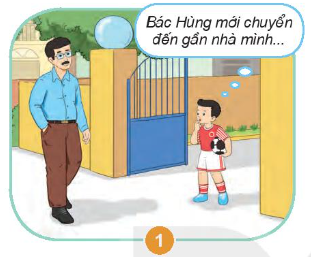 Bác Hùng mới chuyển
đến gần nhà mình...
1